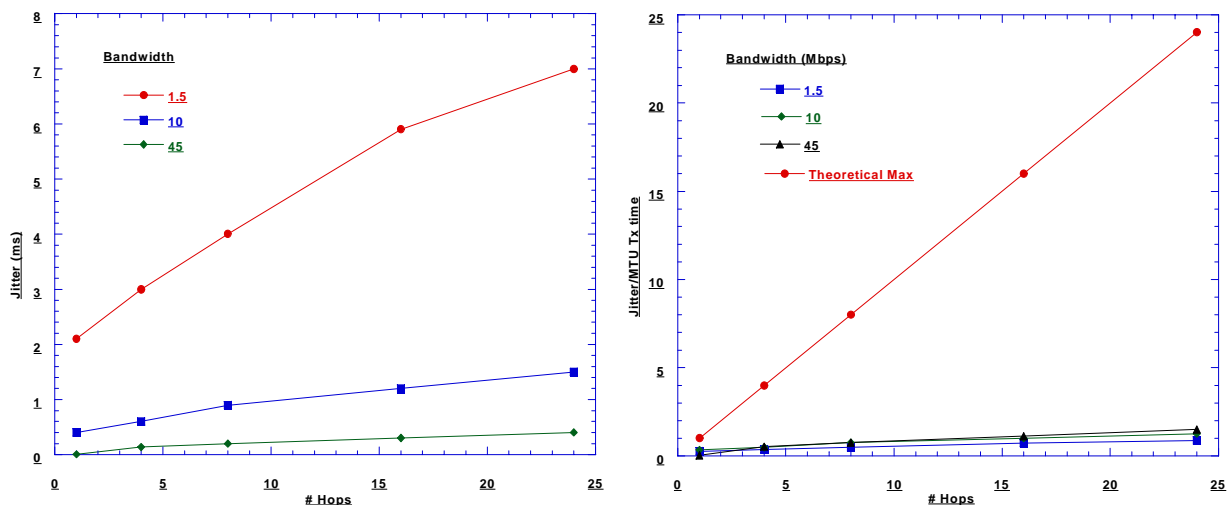 8
7
6
5
4
3
2
1
0
Jitter (ms)
Bandwidth
1.5
10
45
0 5 10 15 20 25
# Hops
25
20
15
10
5
0
Jitter/MTU Tx time
Bandwidth (Mbps)
1.5
10
45
Theoretical Max
0 5 10 15 20 25
# Hops